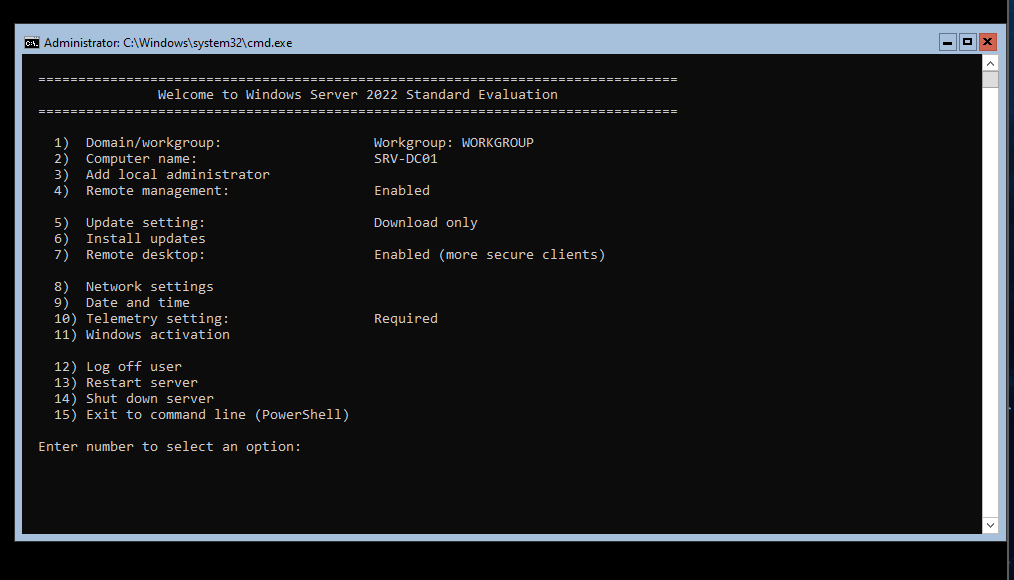 Administrator: C:\Windows\system32\cmd.exe
================================================================================
Welcome to Windows Server 2022 Standard Evaluation
================================================================================
1) Domain/workgroup: Workgroup: WORKGROUP
2) Computer name: SRV-DC01
3) Add local administrator
4) Remote management: Enabled
5) Update setting: Download only
6) Install updates
7) Remote desktop: Enabled (more secure clients)
8) Network settings
9) Date and time
10) Telemetry setting: Required
11) Windows activation
12) Log off user
13) Restart server
14) Shut down server
15) Exit to command line (PowerShell)
Enter number to select an option: